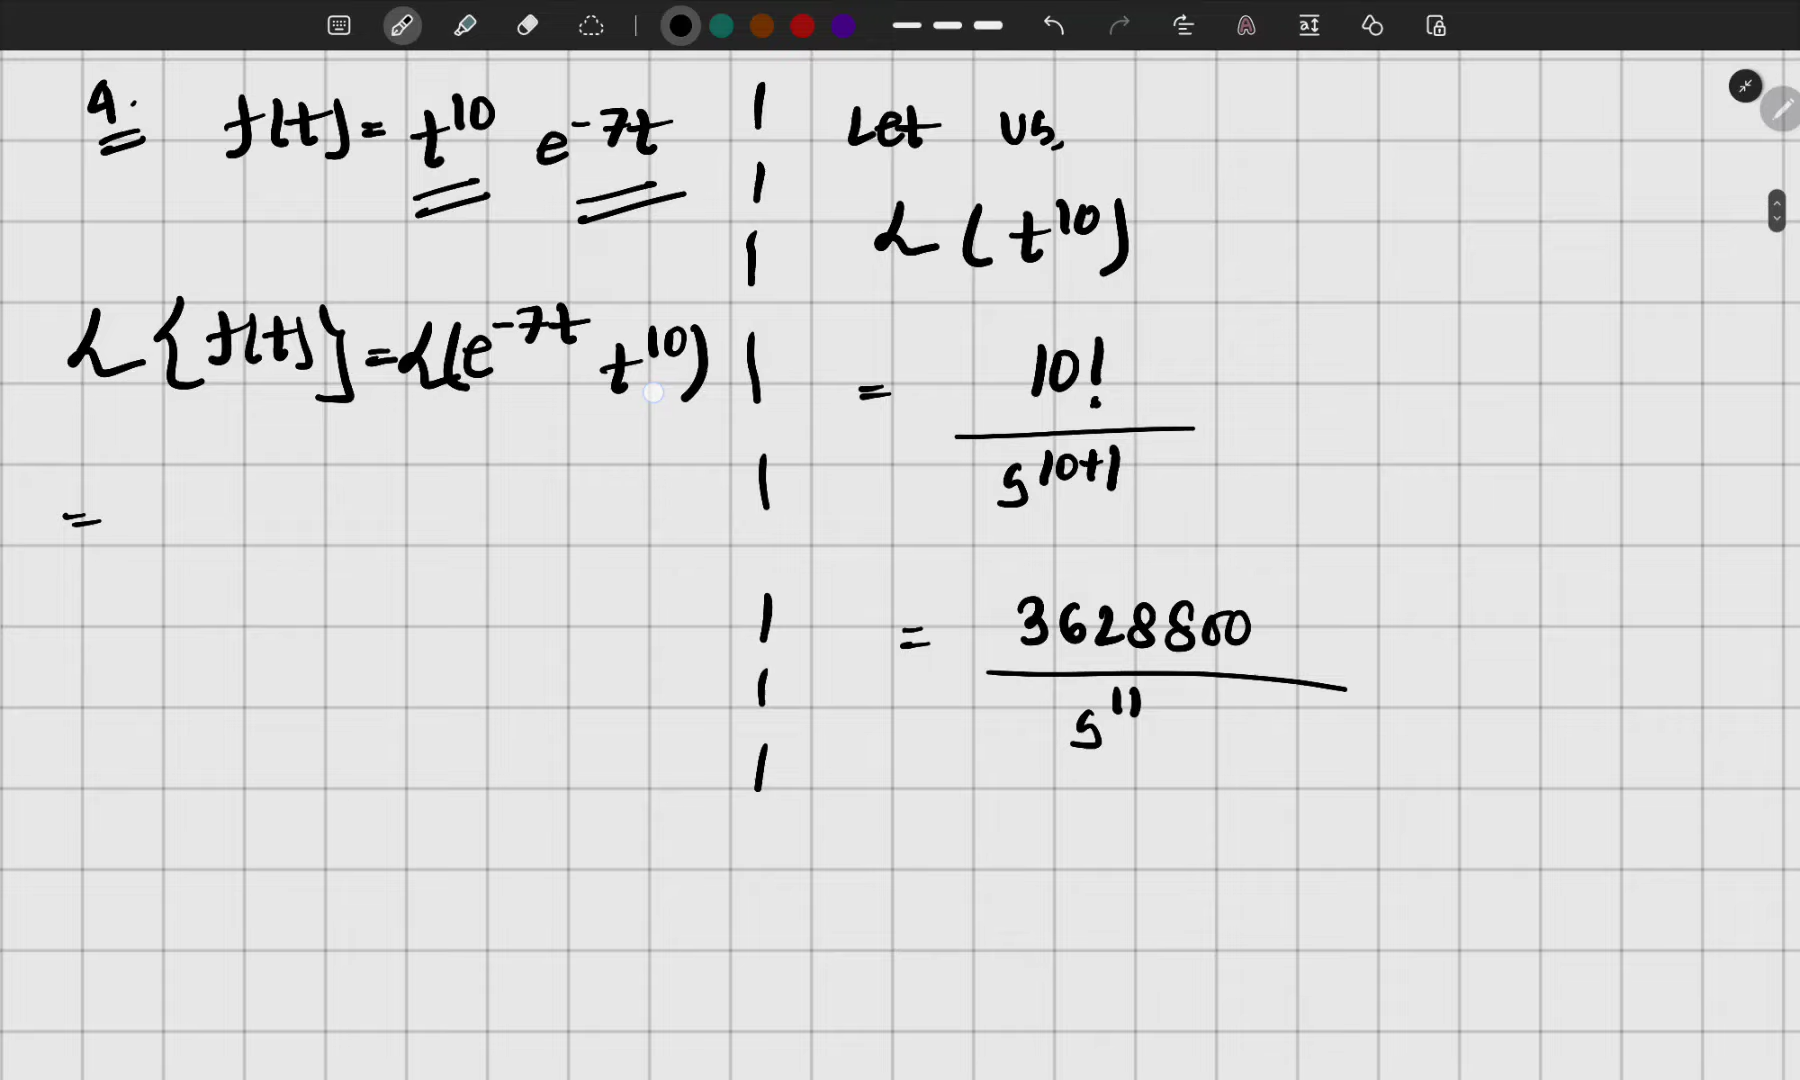 4. f(t) = t^10 e^-7t
L{f(t)} = L(e^-7t t^10)
=
Let us,
L(t^10)
= 10!
s^10+1
= 3628800
s^11